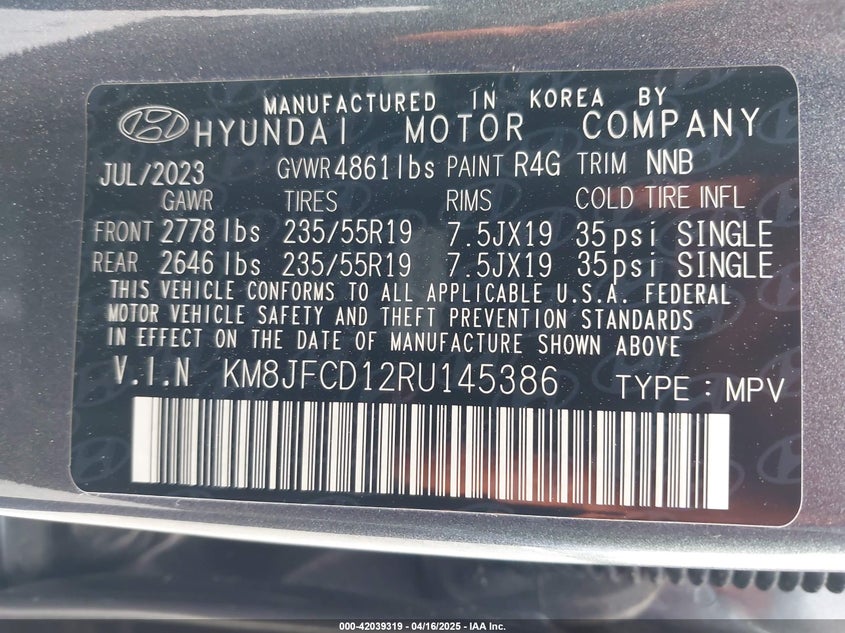 MANUFACTURED IN KOREA BY
HYUNDAI MOTOR COMPANY
JUL/2023 GVWR 4861lbs PAINT R4G TRIM NNB
GAWR TIRES RIMS COLD TIRE INFL
FRONT 2778 lbs 235/55R19 7.5JX19 35psi SINGLE
REAR 2646 lbs 235/55R19 7.5JX19 35psi SINGLE
THIS VEHICLE CONFORMS TO ALL APPLICABLE U.S.A. FEDERAL
MOTOR VEHICLE SAFETY AND THEFT PREVENTION STANDARDS
IN EFFECT ON THE DATE OF MANUFACTURE SHOWN ABOVE
V.I.N KM8JFCD12RU145386 TYPE : MPV
000-42039319 - 04/16/2025 - IAA Inc.